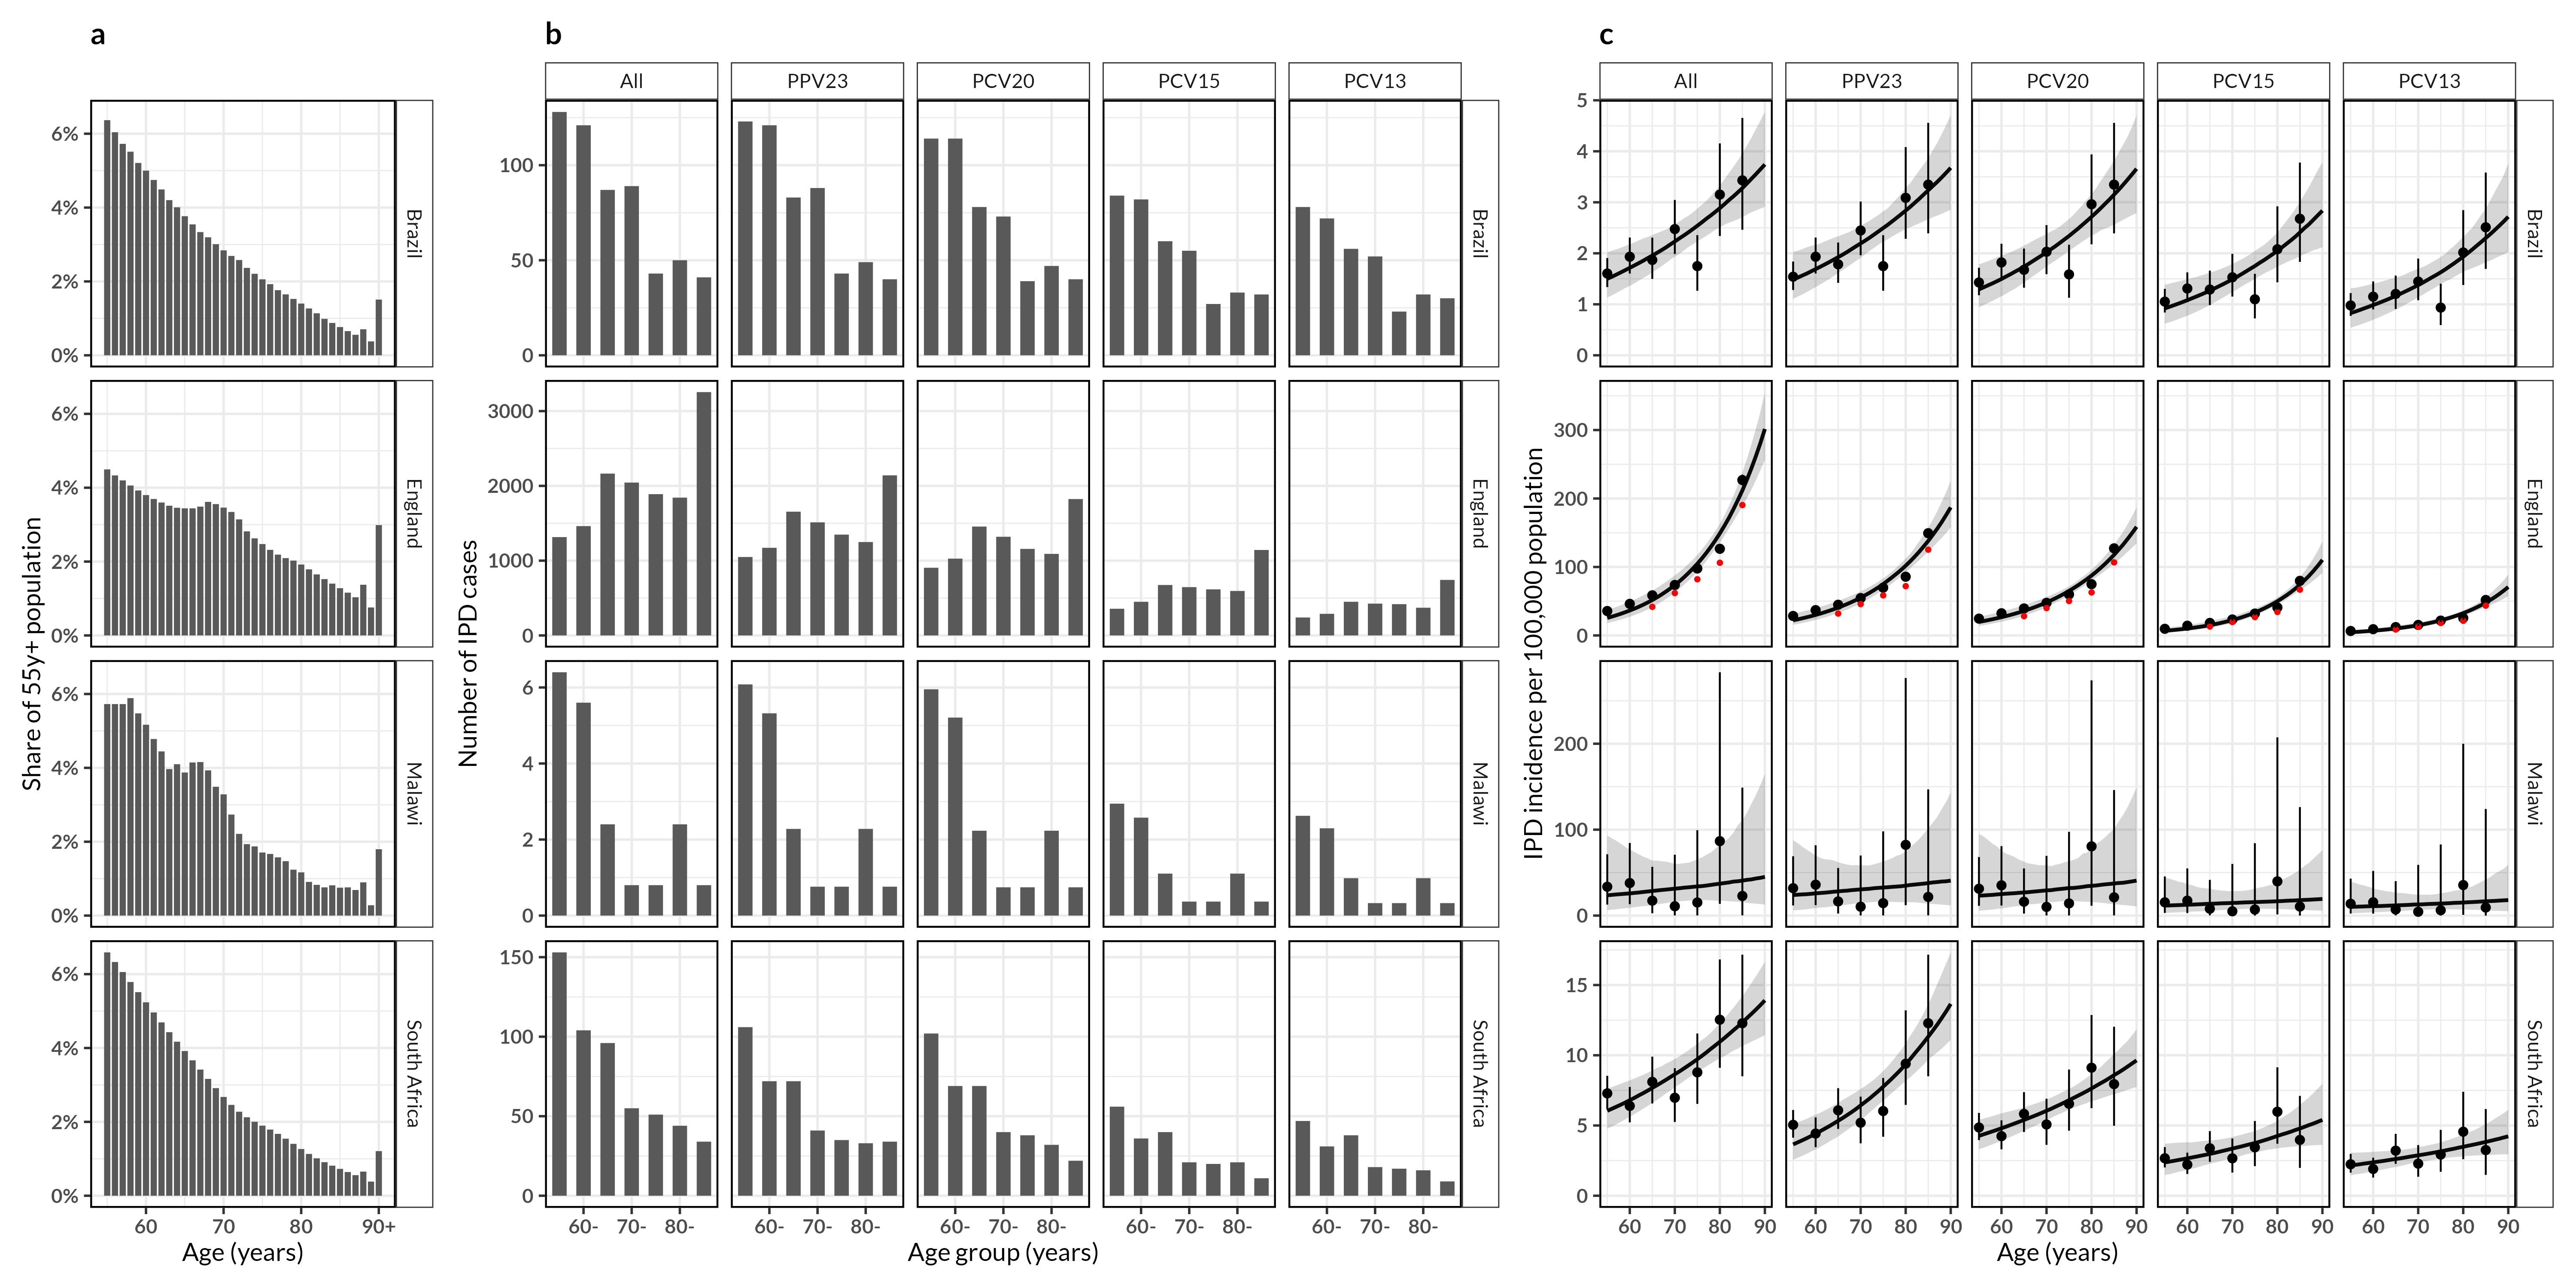 a
b
c
All
PPV23
PCV20
PCV15
PCV13
All
PPV23
PCV20
PCV15
PCV13
Share of 55y+ population
6%
4%
2%
0%
Brazil
6%
4%
2%
0%
England
6%
4%
2%
0%
Malawi
6%
4%
2%
0%
South Africa
60
70
80
90+
Age (years)
Number of IPD cases
100
50
0
Brazil
3000
2000
1000
0
England
6
4
2
0
Malawi
150
100
50
0
South Africa
60- 70- 80-
60- 70- 80-
60- 70- 80-
60- 70- 80-
60- 70- 80-
Age group (years)
IPD incidence per 100,000 population
5
4
3
2
1
0
Brazil
300
200
100
0
England
200
100
0
Malawi
15
10
5
0
South Africa
60 70 80 90
60 70 80 90
60 70 80 90
60 70 80 90
60 70 80 90
Age (years)